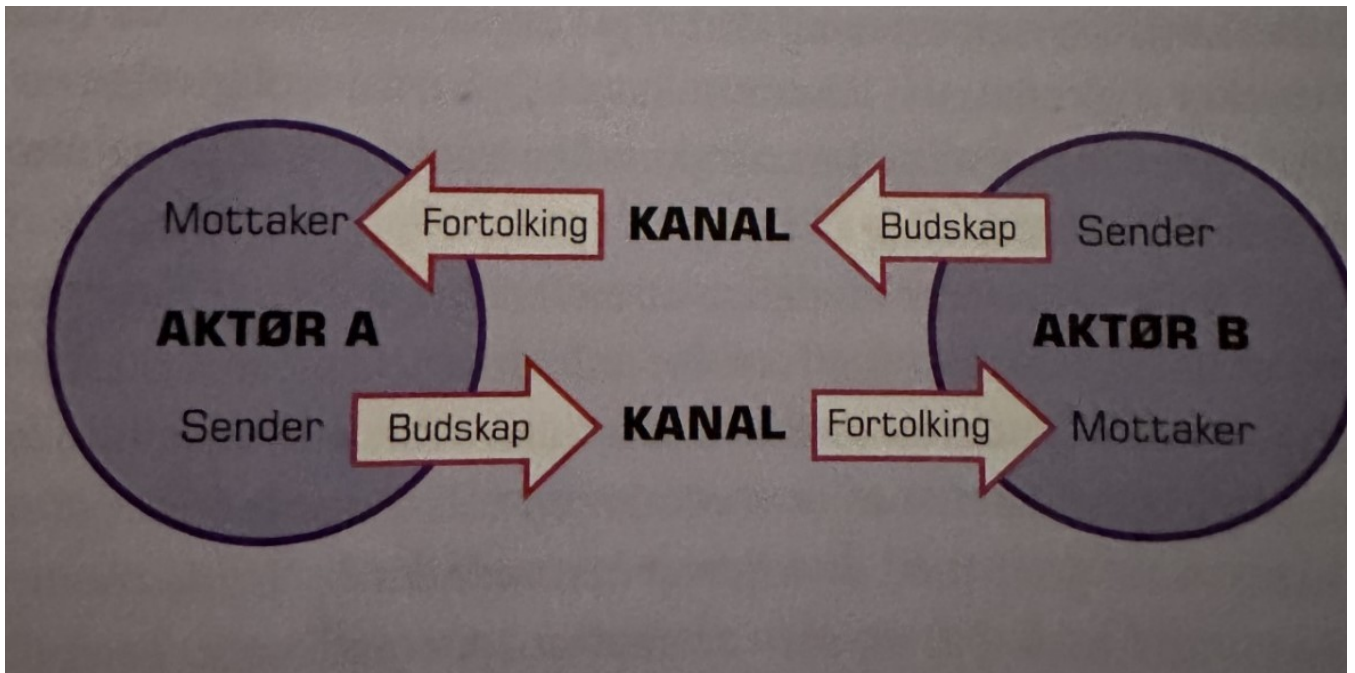 Mottaker Fortolking KANAL Budskap Sender
AKTØR A AKTØR B
Sender Budskap KANAL Fortolking Mottaker